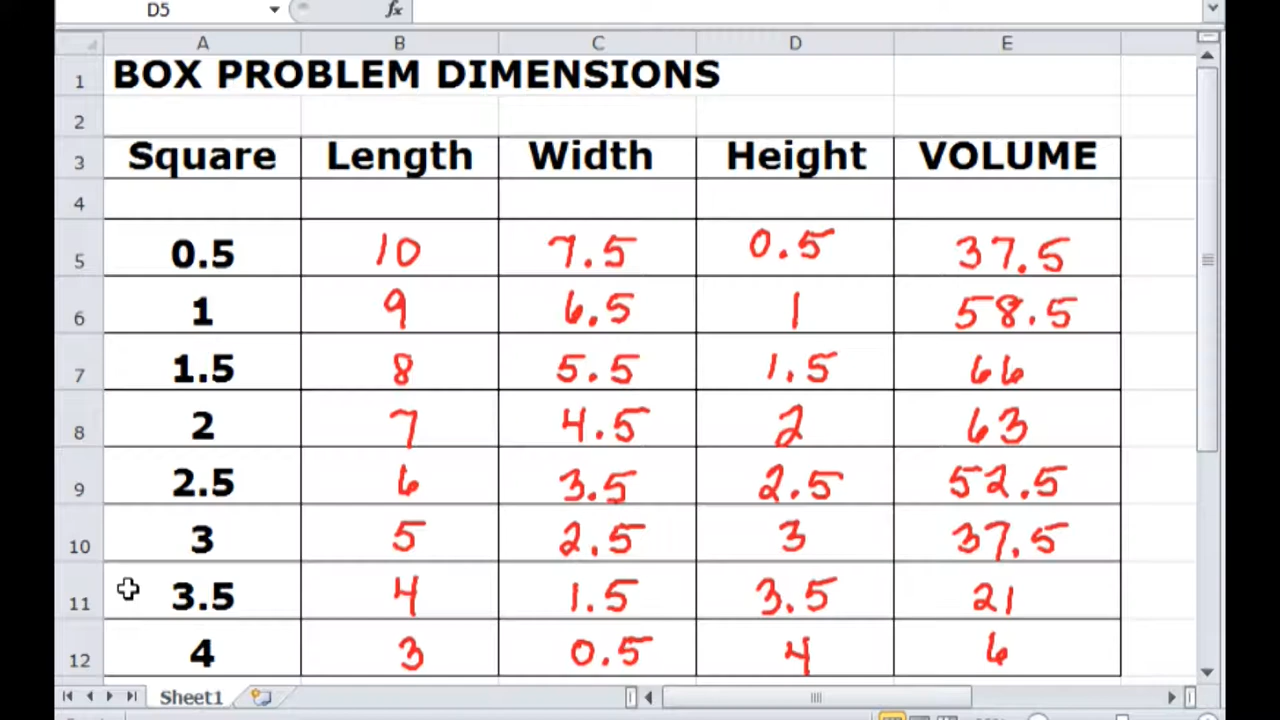 D5 fx
A B C D E
1 BOX PROBLEM DIMENSIONS
2
3 Square Length Width Height VOLUME
4
5 0.5 10 7.5 0.5 37.5
6 1 9 6.5 1 58.5
7 1.5 8 5.5 1.5 66
8 2 7 4.5 2 63
9 2.5 6 3.5 2.5 52.5
10 3 5 2.5 3 37.5
11 3.5 4 1.5 3.5 21
12 4 3 0.5 4 6
Sheet1